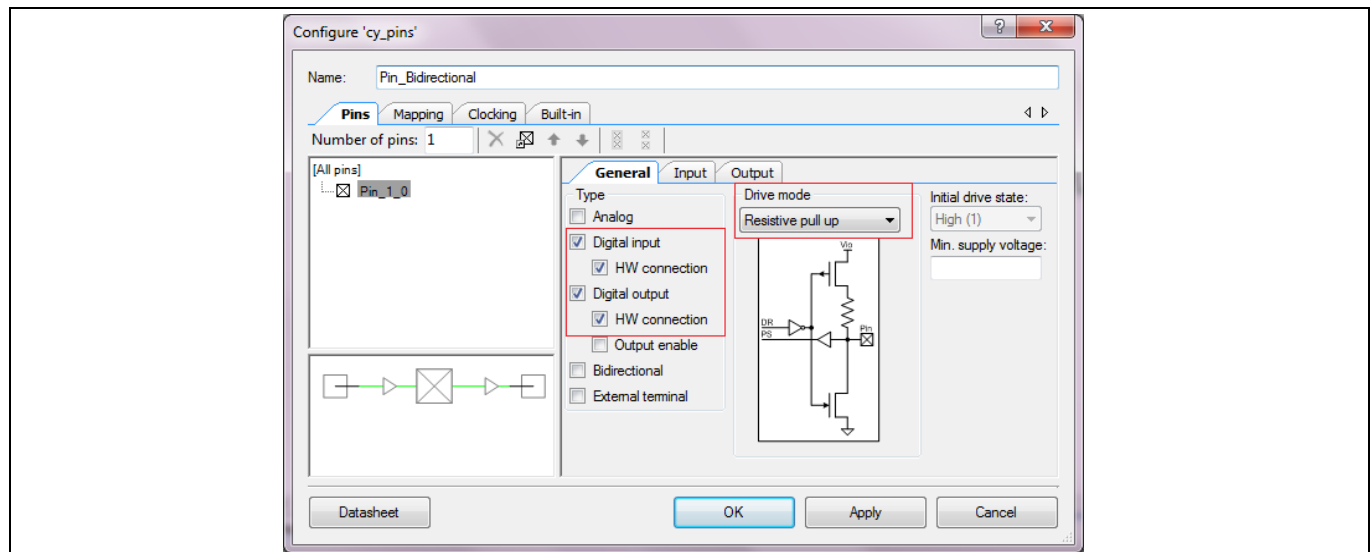 Configure 'cy_pins'
Name: Pin_Bidirectional
Pins Mapping Clocking Built-in
Number of pins: 1
[All pins]
Pin_1_0
General Input Output
Type
Analog
Digital input
HW connection
Digital output
HW connection
Output enable
Bidirectional
External terminal
Drive mode
Resistive pull up
Vio
DR
PS
Pin
Initial drive state:
High (1)
Min. supply voltage:
Datasheet OK Apply Cancel